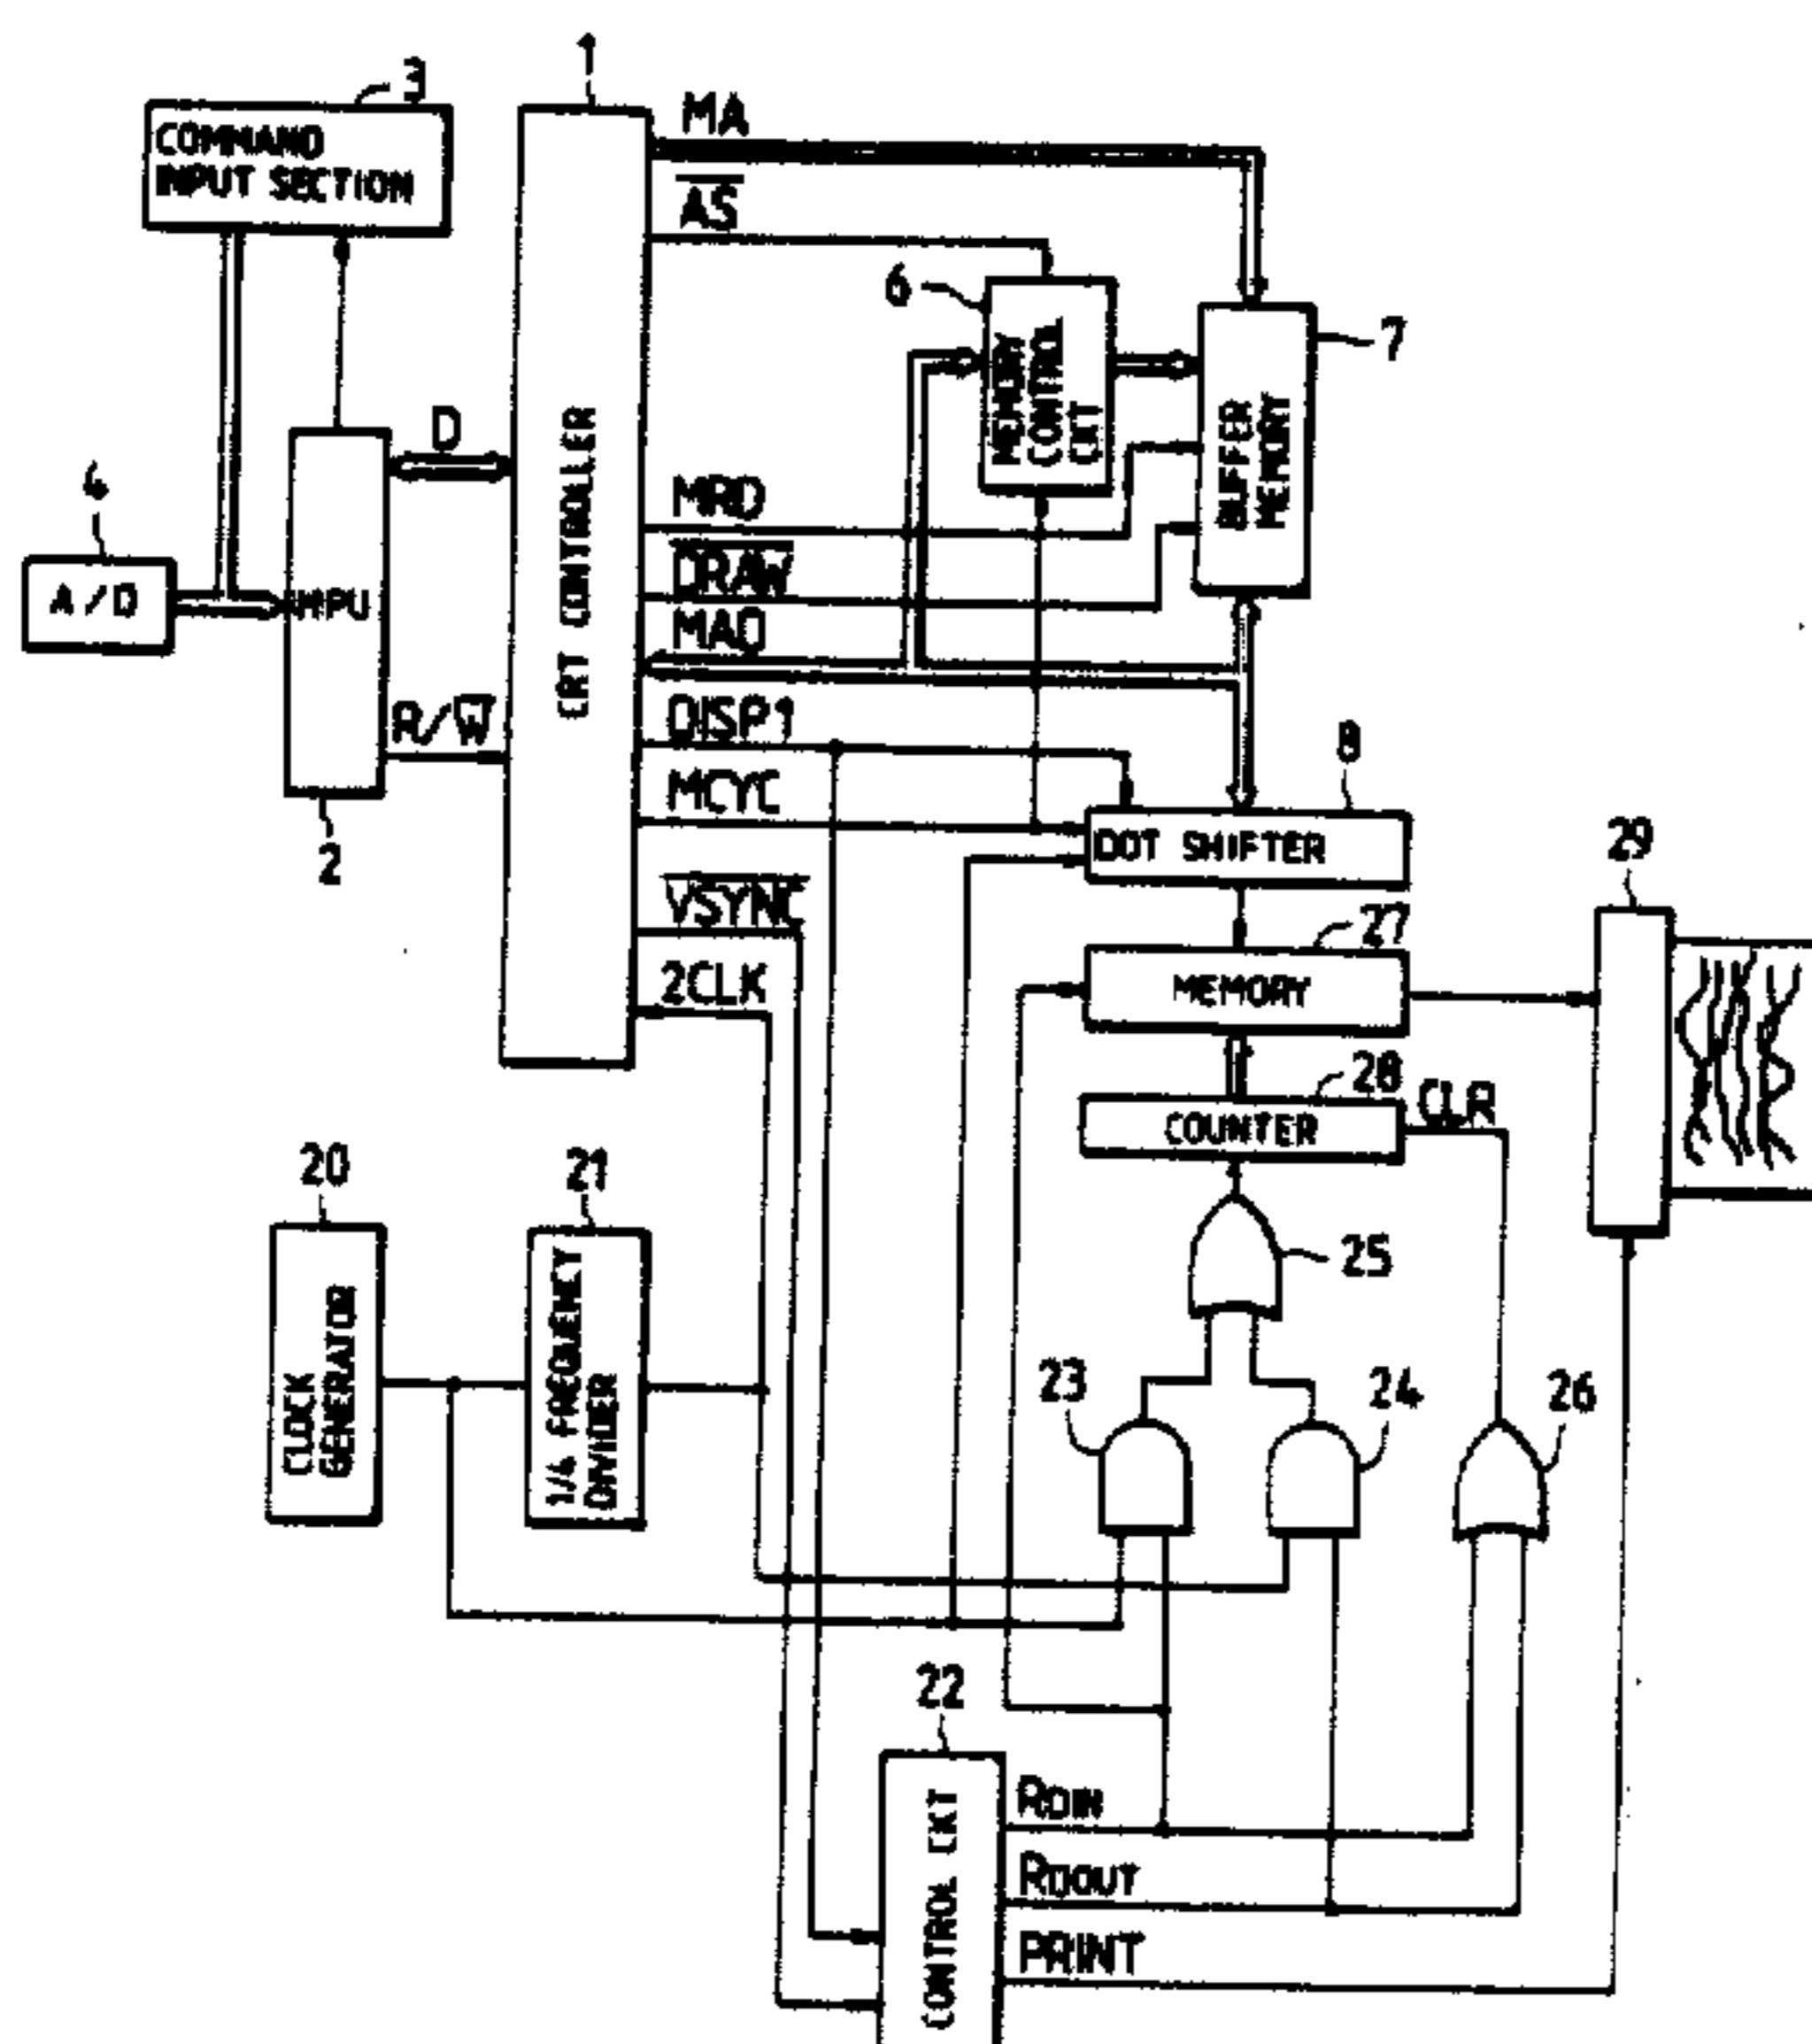 1
3
COMMAND
INPUT SECTION
MA
AS
6
MEMORY
CONTROL
CKT
7
BUFFER
MEMORY
4
A/D
MPU
D
R/W
2
CRT CONTROLLER
MRD
DRAW
MAD
DISP1
MCYC
VSYNC
2CLK
8
DOT SHIFTER
27
MEMORY
29
28
COUNTER
CLR
20
CLOCK
GENERATOR
21
1/4 FREQUENCY
DIVIDER
25
23
24
26
22
CONTROL CKT
RDIN
RDOUT
PRINT